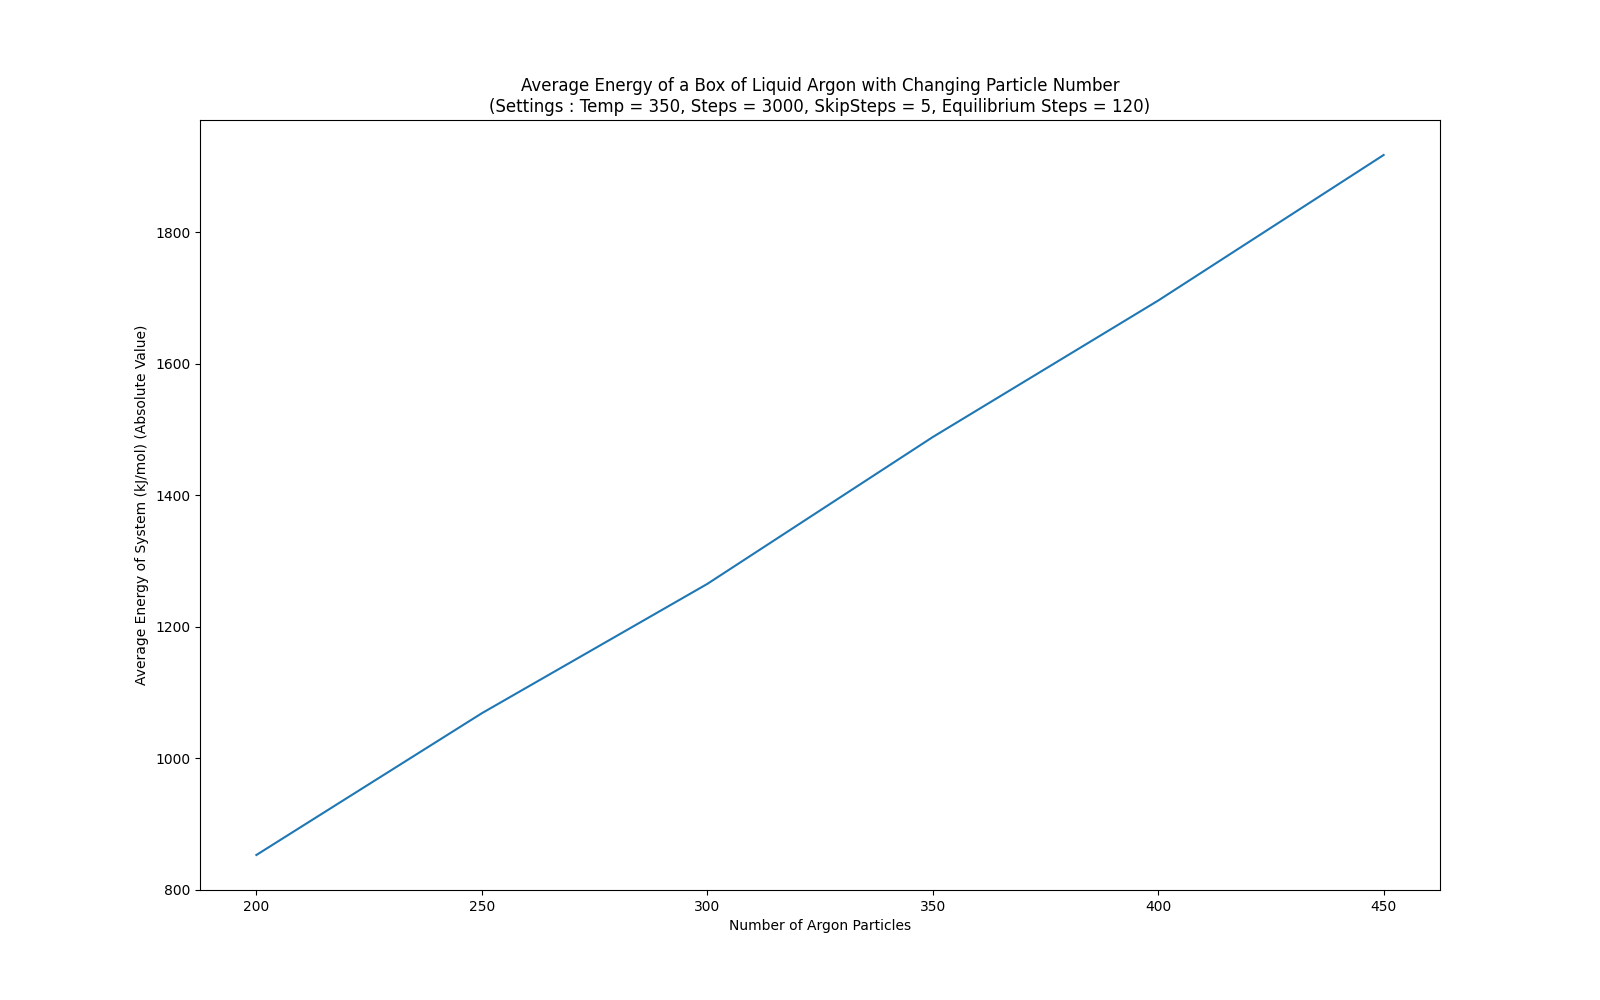 Average Energy of a Box of Liquid Argon with Changing Particle Number
(Settings : Temp = 350, Steps = 3000, SkipSteps = 5, Equilibrium Steps = 120)
Average Energy of System (kJ/mol) (Absolute Value)
1800
1600
1400
1200
1000
800
200 250 300 350 400 450
Number of Argon Particles